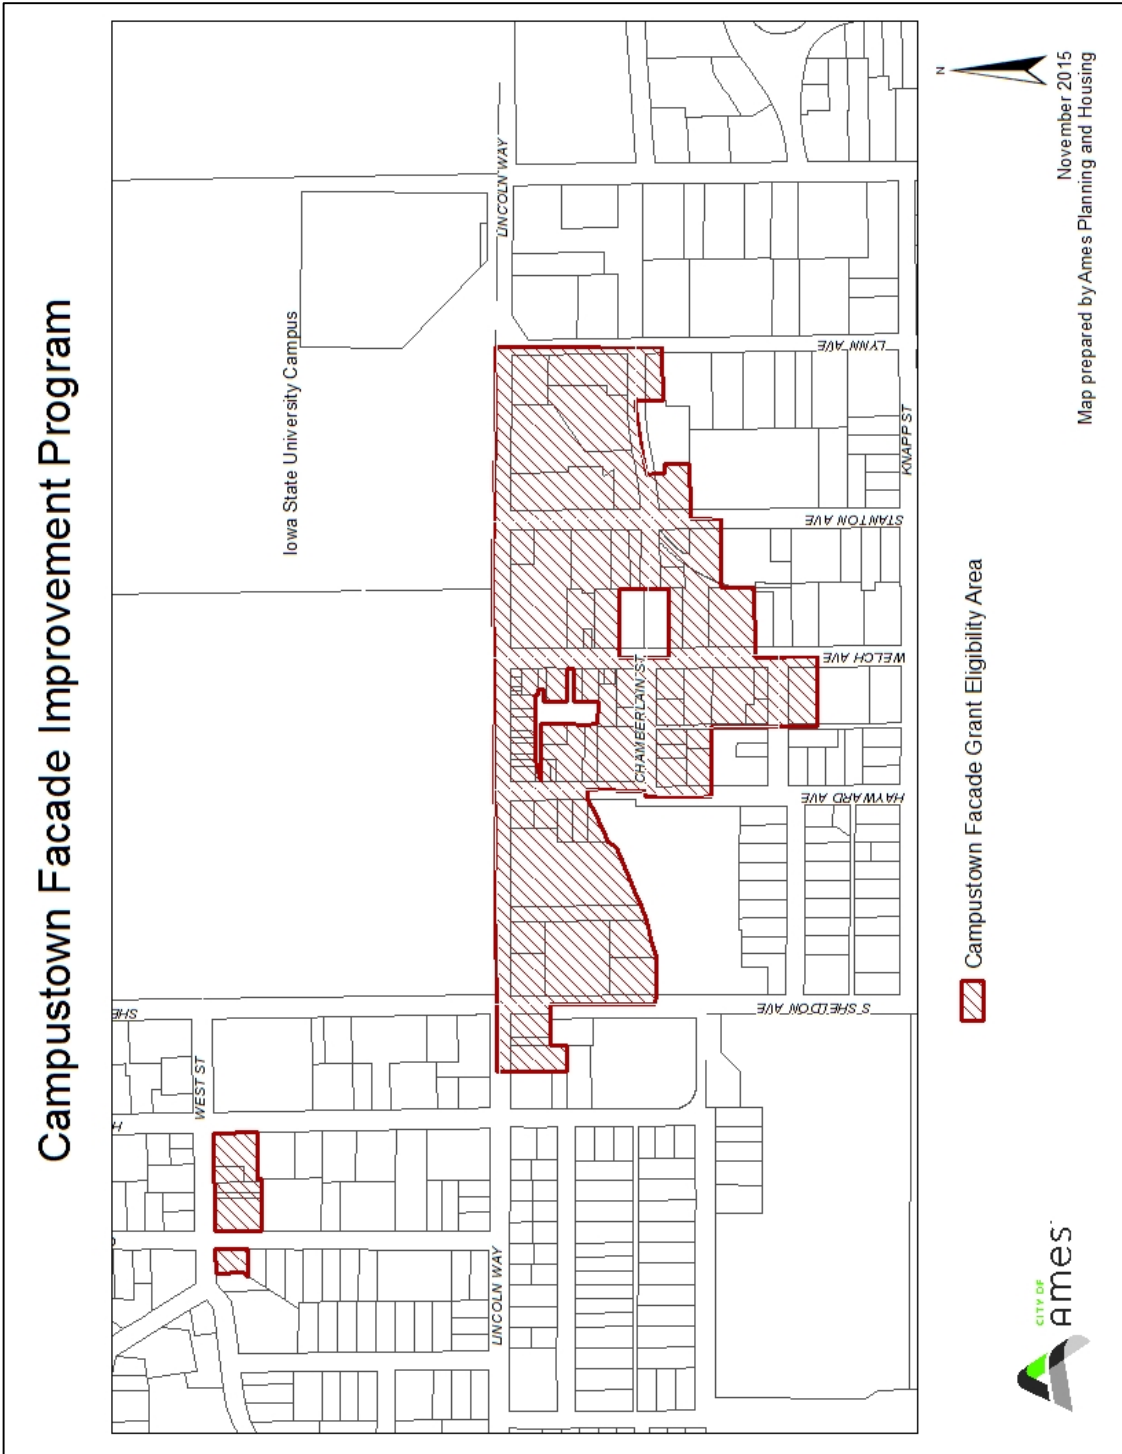 Campustown Facade Improvement Program
Iowa State University Campus
SHE
WEST ST
H
LINCOLN WAY
LINCOLN WAY
CHAMBERLAIN ST
S SHELDON AVE
HAYWARD AVE
WELCH AVE
STANTON AVE
LYNN AVE
KNAPP ST
N
Campustown Facade Grant Eligibility Area
November 2015
Map prepared by Ames Planning and Housing
CITY OF
Ames